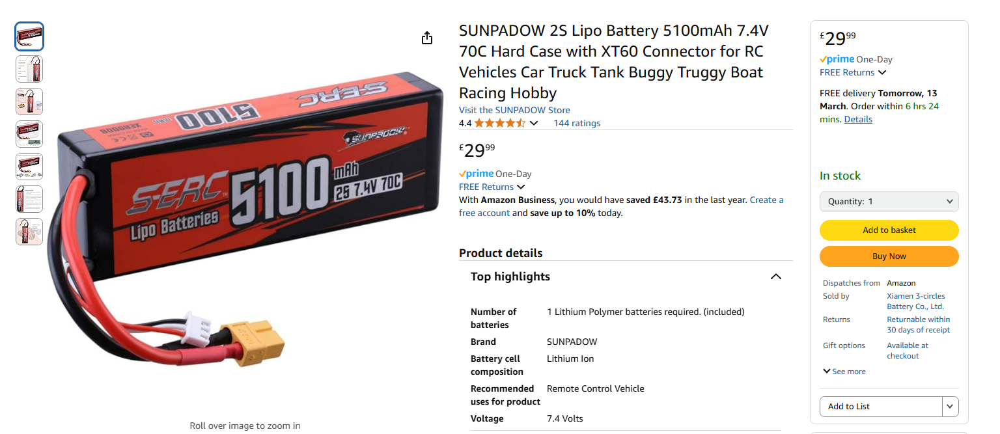 SUNPADOW 2S Lipo Battery 5100mAh 7.4V
70C Hard Case with XT60 Connector for RC
Vehicles Car Truck Tank Buggy Truggy Boat
Racing Hobby
Visit the SUNPADOW Store
4.4 144 ratings
£29 99
prime One-Day
FREE Returns
With Amazon Business, you would have saved £43.73 in the last year. Create a
free account and save up to 10% today.
Product details
Top highlights
Number of batteries 1 Lithium Polymer batteries required. (included)
Brand SUNPADOW
Battery cell composition Lithium Ion
Recommended uses for product Remote Control Vehicle
Voltage 7.4 Volts
S-ERC
5100 mAh
SUNPADOW
S-ERC 5100 mAh
2S 7.4V 70C
Lipo Batteries
Roll over image to zoom in
£29 99
prime One-Day
FREE Returns
FREE delivery Tomorrow, 13
March. Order within 6 hrs 24
mins. Details
In stock
Quantity: 1
Add to basket
Buy Now
Dispatches from Amazon
Sold by Xiamen 3-circles
Battery Co., Ltd.
Returns Returnable within
30 days of receipt
Gift options Available at
checkout
See more
Add to List